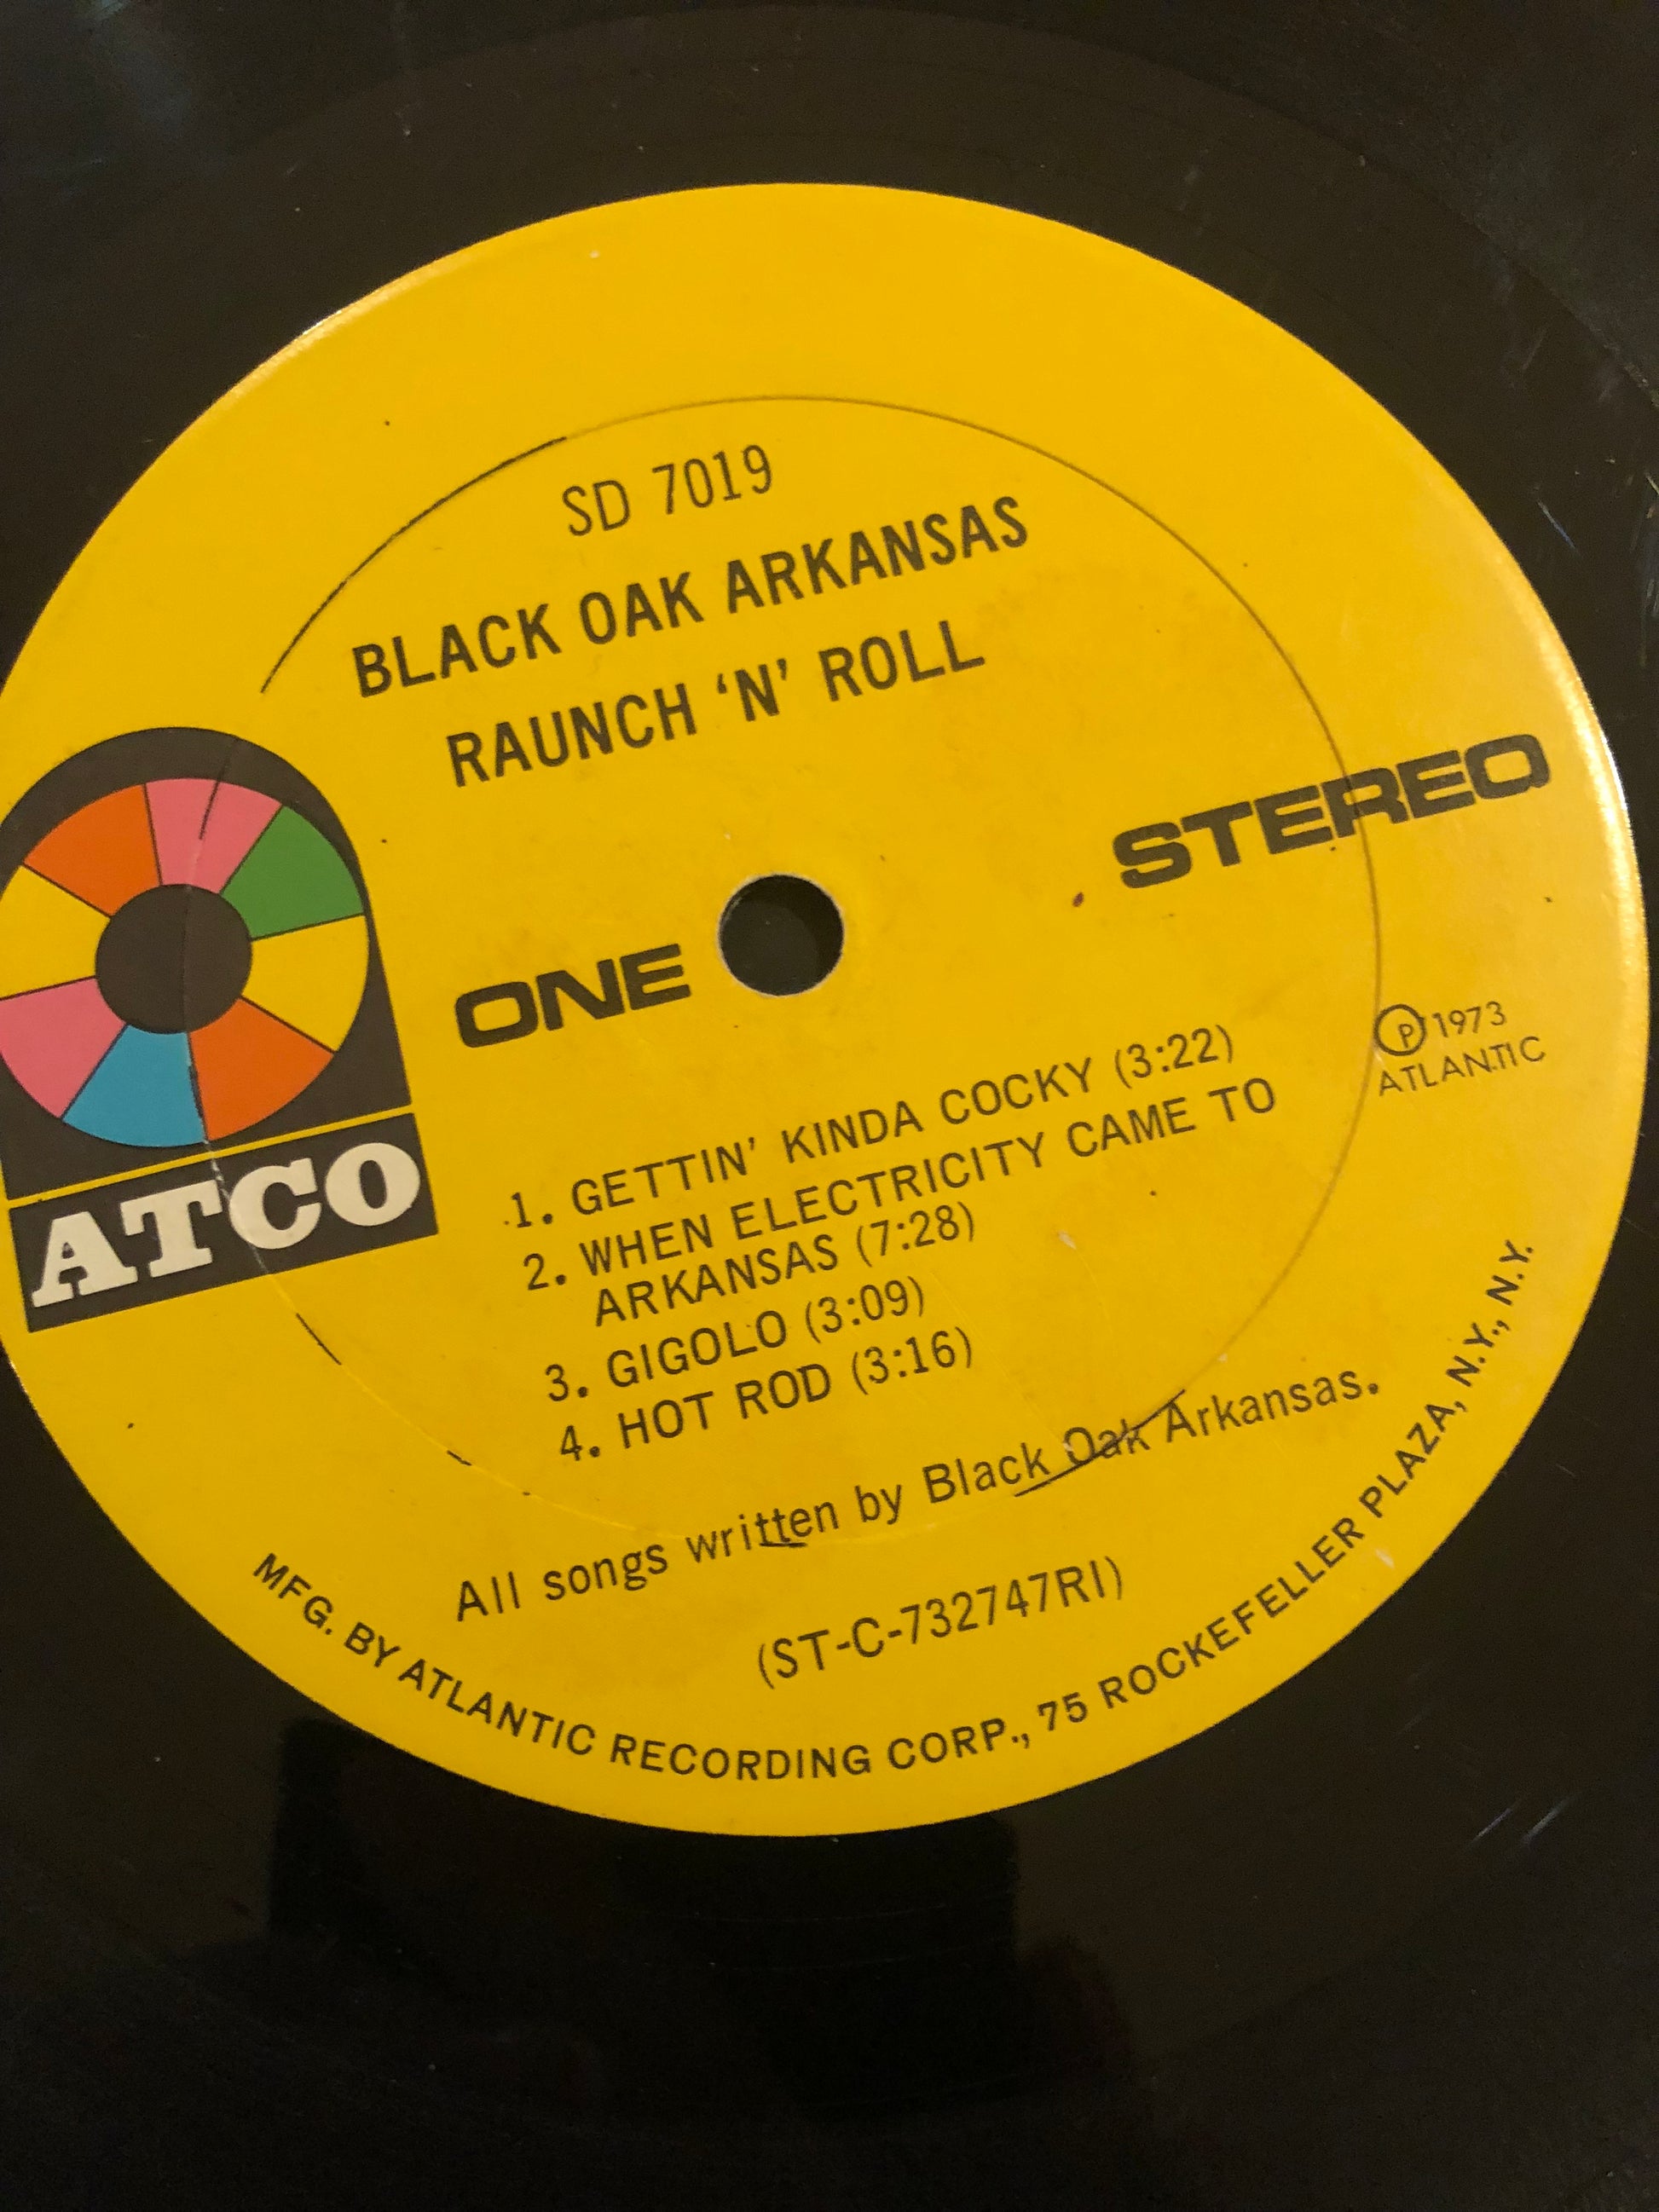 SD 7019
BLACK OAK ARKANSAS
RAUNCH ‘N’ ROLL
STEREO
ONE
ATCO
Ⓟ 1973
ATLANTIC
1. GETTIN’ KINDA COCKY (3:22)
2. WHEN ELECTRICITY CAME TO
ARKANSAS (7:28)
3. GIGOLO (3:09)
4. HOT ROD (3:16)
All songs written by Black Oak Arkansas.
(ST-C-732747RI)
MFG. BY ATLANTIC RECORDING CORP., 75 ROCKEFELLER PLAZA, N.Y., N.Y.